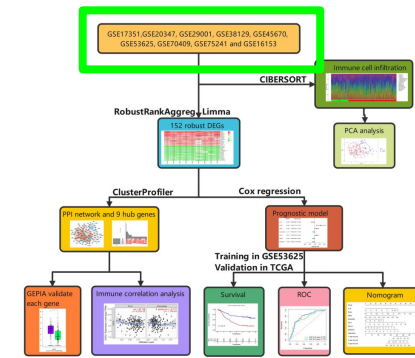 GSE17351,GSE20347, GSE29001, GSE38129, GSE45670,
GSE53625, GSE70409, GSE75241 and GSE16153
CIBERSORT
Immune cell infiltration
RobustRankAggreg, Limma
152 robust DEGs
PCA analysis
ClusterProfiler
Cox regression
PPI network and 9 hub genes
Prognostic model
Training in GSE53625
Validation in TCGA
GEPIA validate
each gene
Immune correlation analysis
Survival
ROC
Nomogram